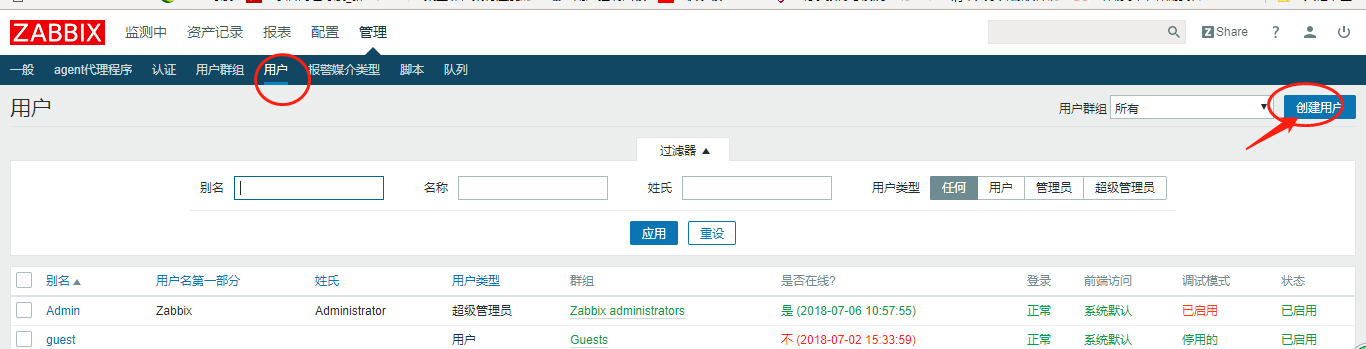 ZABBIX 监测中 资产记录 报表 配置 管理 Z Share ?
一般 agent代理程序 认证 用户群组 用户 报警媒介类型 脚本 队列
用户 用户群组 所有 创建用户
过滤器
别名 名称 姓氏 用户类型 任何 用户 管理员 超级管理员
应用 重设
别名 用户名第一部分 姓氏 用户类型 群组 是否在线? 登录 前端访问 调试模式 状态
Admin Zabbix Administrator 超级管理员 Zabbix administrators 是 (2018-07-06 10:57:55) 正常 系统默认 已启用 已启用
guest 用户 Guests 不 (2018-07-02 15:33:59) 正常 系统默认 停用的 已启用